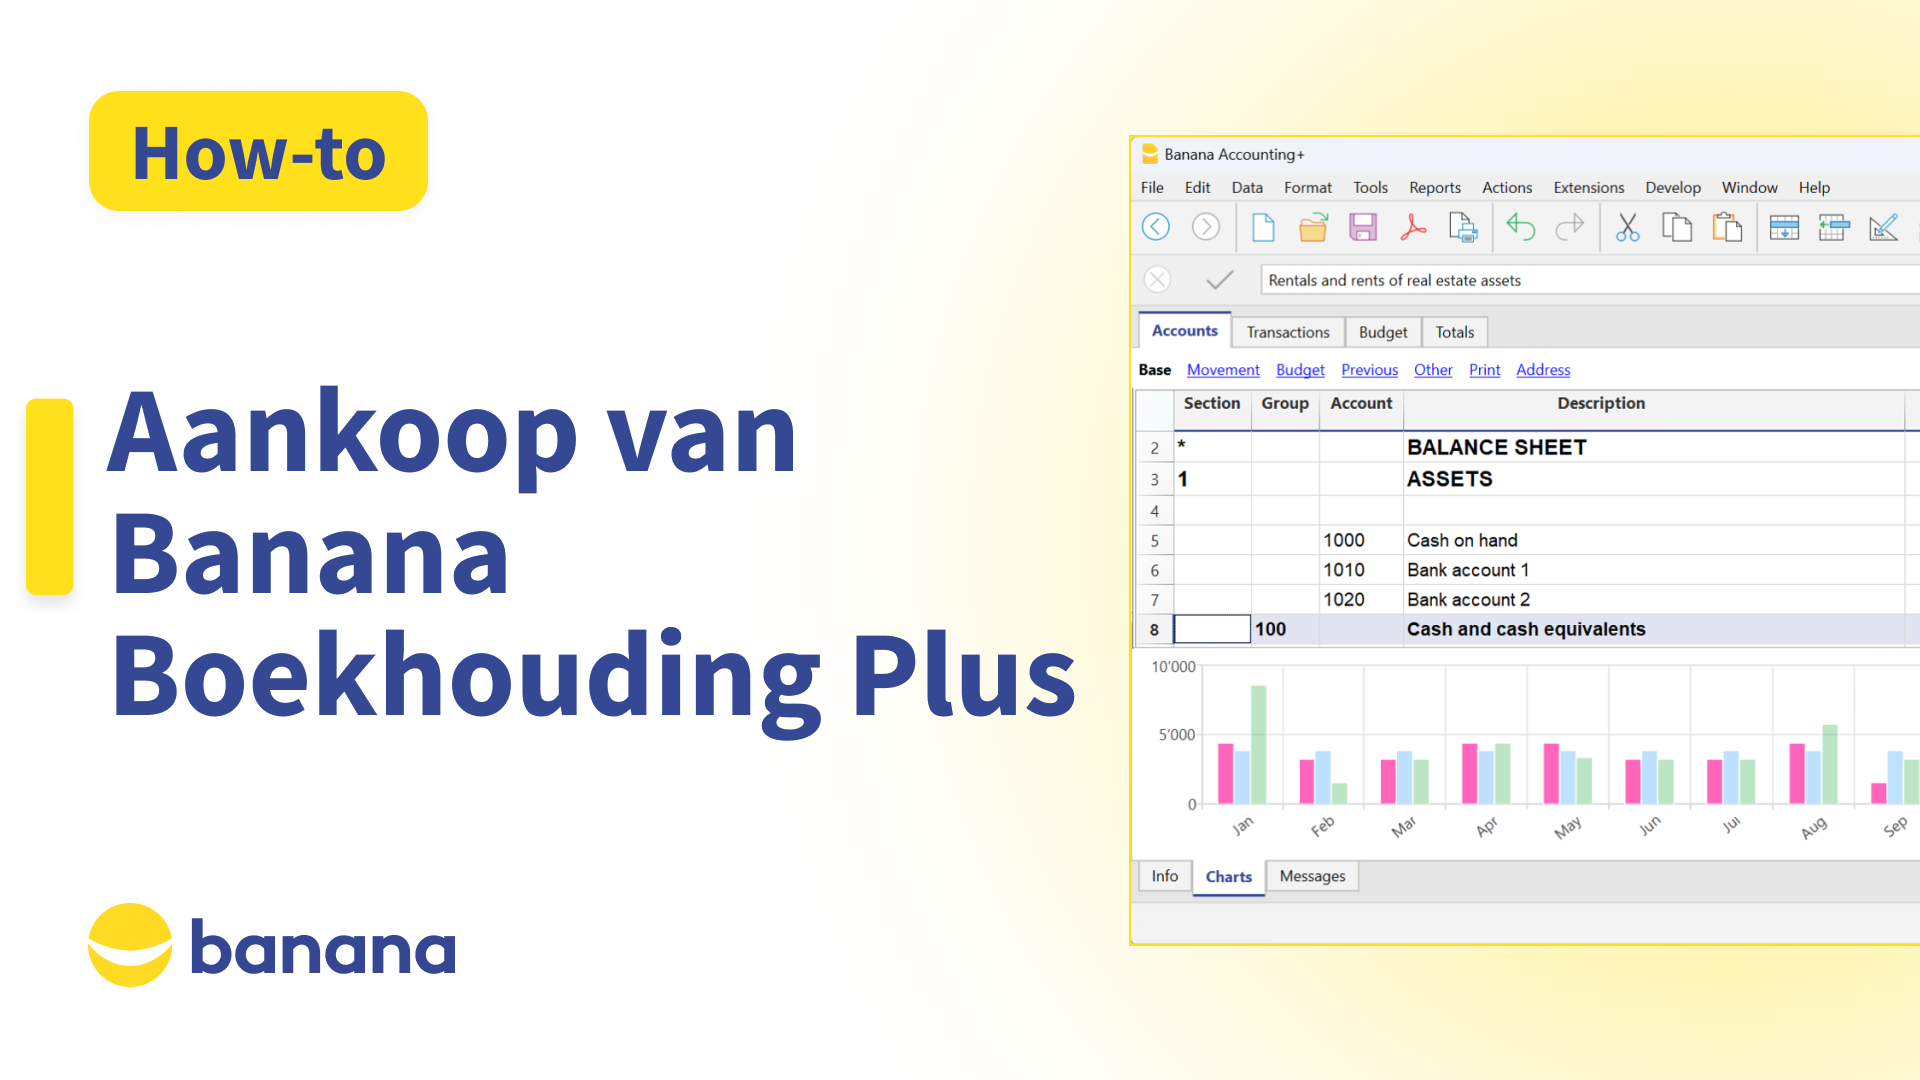 How-to
Aankoop van
Banana
Boekhouding Plus
banana
Banana Accounting+
File Edit Data Format Tools Reports Actions Extensions Develop Window Help
Rentals and rents of real estate assets
Accounts Transactions Budget Totals
Base Movement Budget Previous Other Print Address
Section Group Account Description
2 * BALANCE SHEET
3 1 ASSETS
4
5 1000 Cash on hand
6 1010 Bank account 1
7 1020 Bank account 2
8 100 Cash and cash equivalents
10'000
5'000
0
Jan Feb Mar Apr May Jun Jul Aug Sep
Info Charts Messages